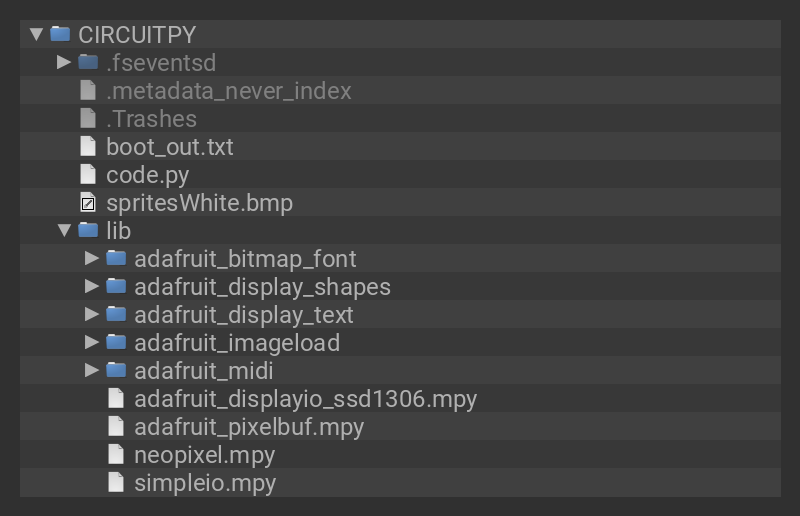 CIRCUITPY
.fseventsd
.metadata_never_index
.Trashes
boot_out.txt
code.py
spritesWhite.bmp
lib
adafruit_bitmap_font
adafruit_display_shapes
adafruit_display_text
adafruit_imageload
adafruit_midi
adafruit_displayio_ssd1306.mpy
adafruit_pixelbuf.mpy
neopixel.mpy
simpleio.mpy